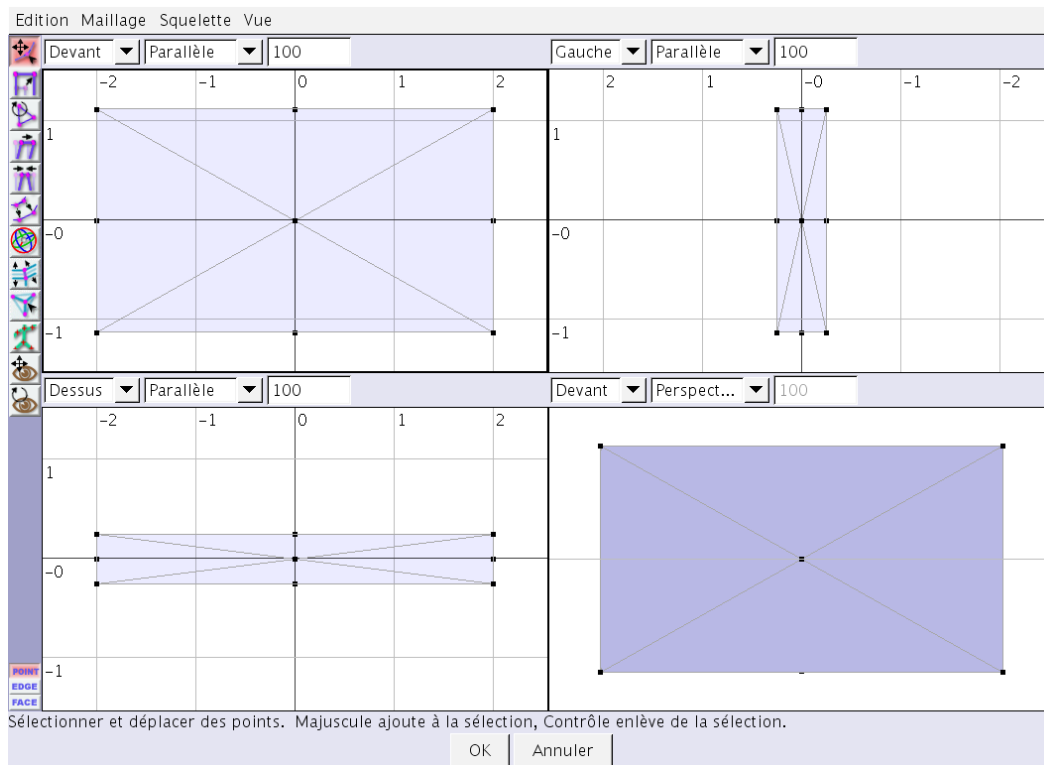 Edition Maillage Squelette Vue
Devant Parallèle 100
Gauche Parallèle 100
-2 -1 0 1 2
2 1 -0 -1 -2
1
1
-0
-0
-1
-1
Dessus Parallèle 100
Devant Perspect... 100
-2 -1 0 1 2
1
-0
-1
POINT
EDGE
FACE
Sélectionner et déplacer des points. Majuscule ajoute à la sélection, Contrôle enlève de la sélection.
OK Annuler